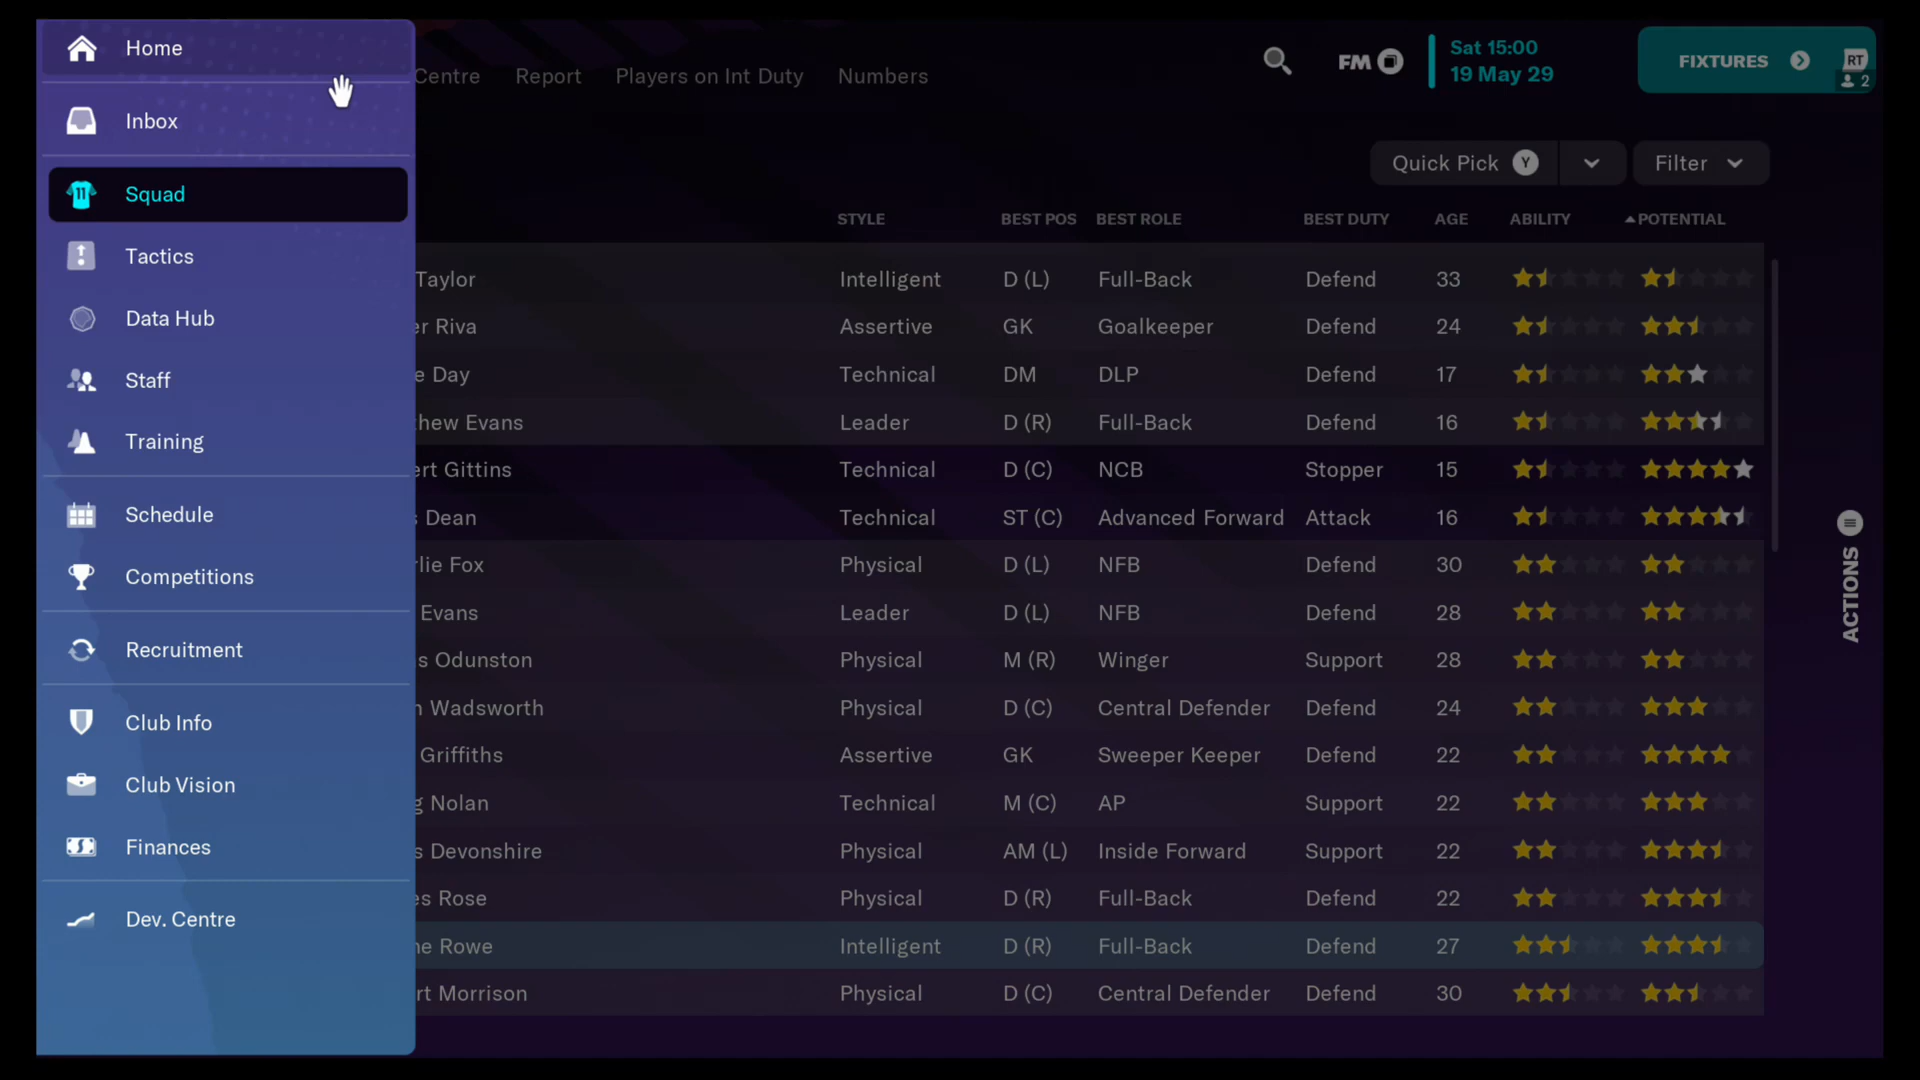 Home
Inbox
Squad
Tactics
Data Hub
Staff
Training
Schedule
Competitions
Recruitment
Club Info
Club Vision
Finances
Dev. Centre
Centre Report Players on Int Duty Numbers
FM
Sat 15:00
19 May 29
FIXTURES
RT
2
Quick Pick Y
Filter
STYLE BEST POS BEST ROLE BEST DUTY AGE ABILITY POTENTIAL
Taylor Intelligent D (L) Full-Back Defend 33
er Riva Assertive GK Goalkeeper Defend 24
e Day Technical DM DLP Defend 17
hew Evans Leader D (R) Full-Back Defend 16
ert Gittins Technical D (C) NCB Stopper 15
s Dean Technical ST (C) Advanced Forward Attack 16
lie Fox Physical D (L) NFB Defend 30
Evans Leader D (L) NFB Defend 28
s Odunston Physical M (R) Winger Support 28
n Wadsworth Physical D (C) Central Defender Defend 24
Griffiths Assertive GK Sweeper Keeper Defend 22
g Nolan Technical M (C) AP Support 22
s Devonshire Physical AM (L) Inside Forward Support 22
es Rose Physical D (R) Full-Back Defend 22
ne Rowe Intelligent D (R) Full-Back Defend 27
rt Morrison Physical D (C) Central Defender Defend 30
ACTIONS